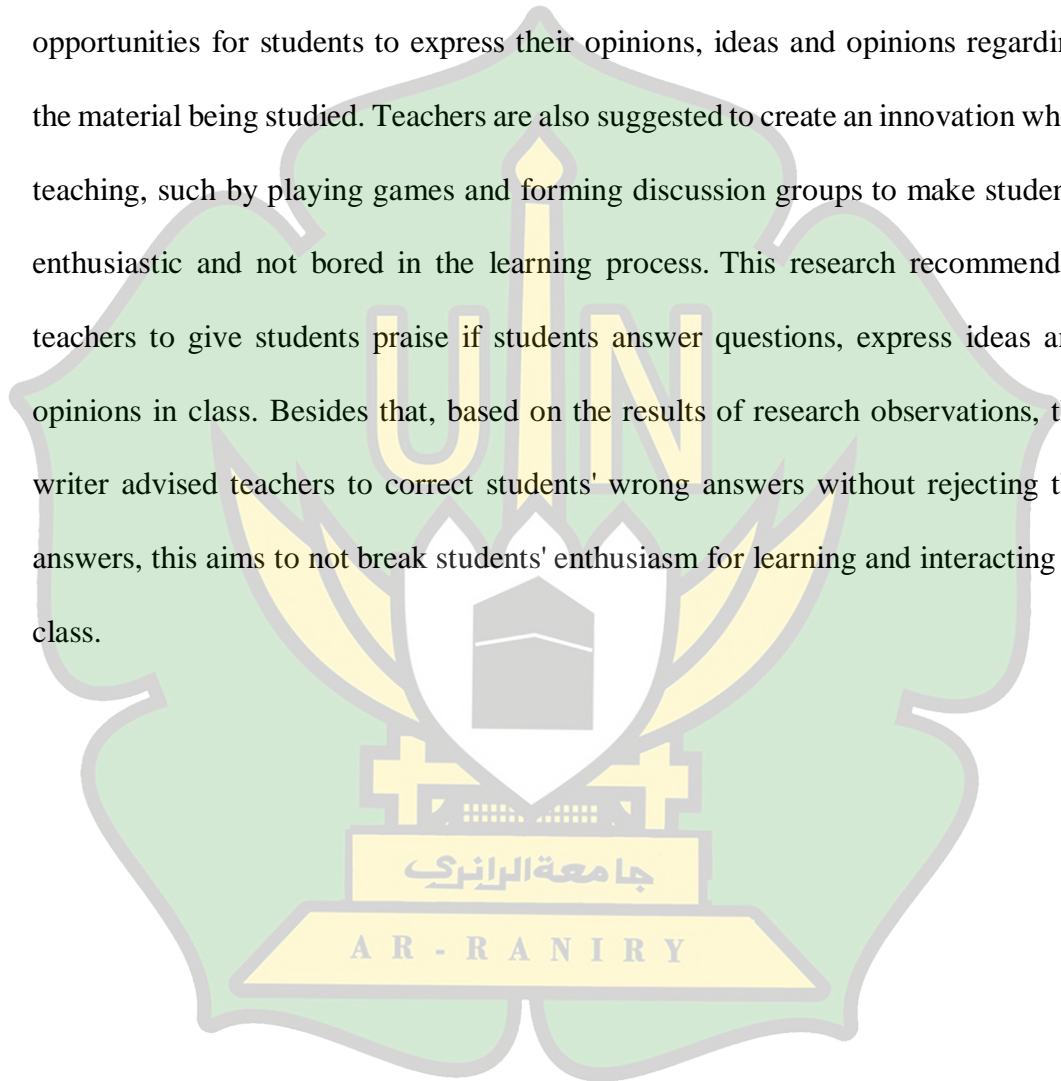 opportunities for students to express their opinions, ideas and opinions regardin
the material being studied. Teachers are also suggested to create an innovation wh
teaching, such by playing games and forming discussion groups to make studen
enthusiastic and not bored in the learning process. This research recommend
teachers to give students praise if students answer questions, express ideas a
opinions in class. Besides that, based on the results of research observations, t
writer advised teachers to correct students' wrong answers without rejecting t
answers, this aims to not break students' enthusiasm for learning and interacting
class.
UIN
جامعة الرانري
AR-RANIRY